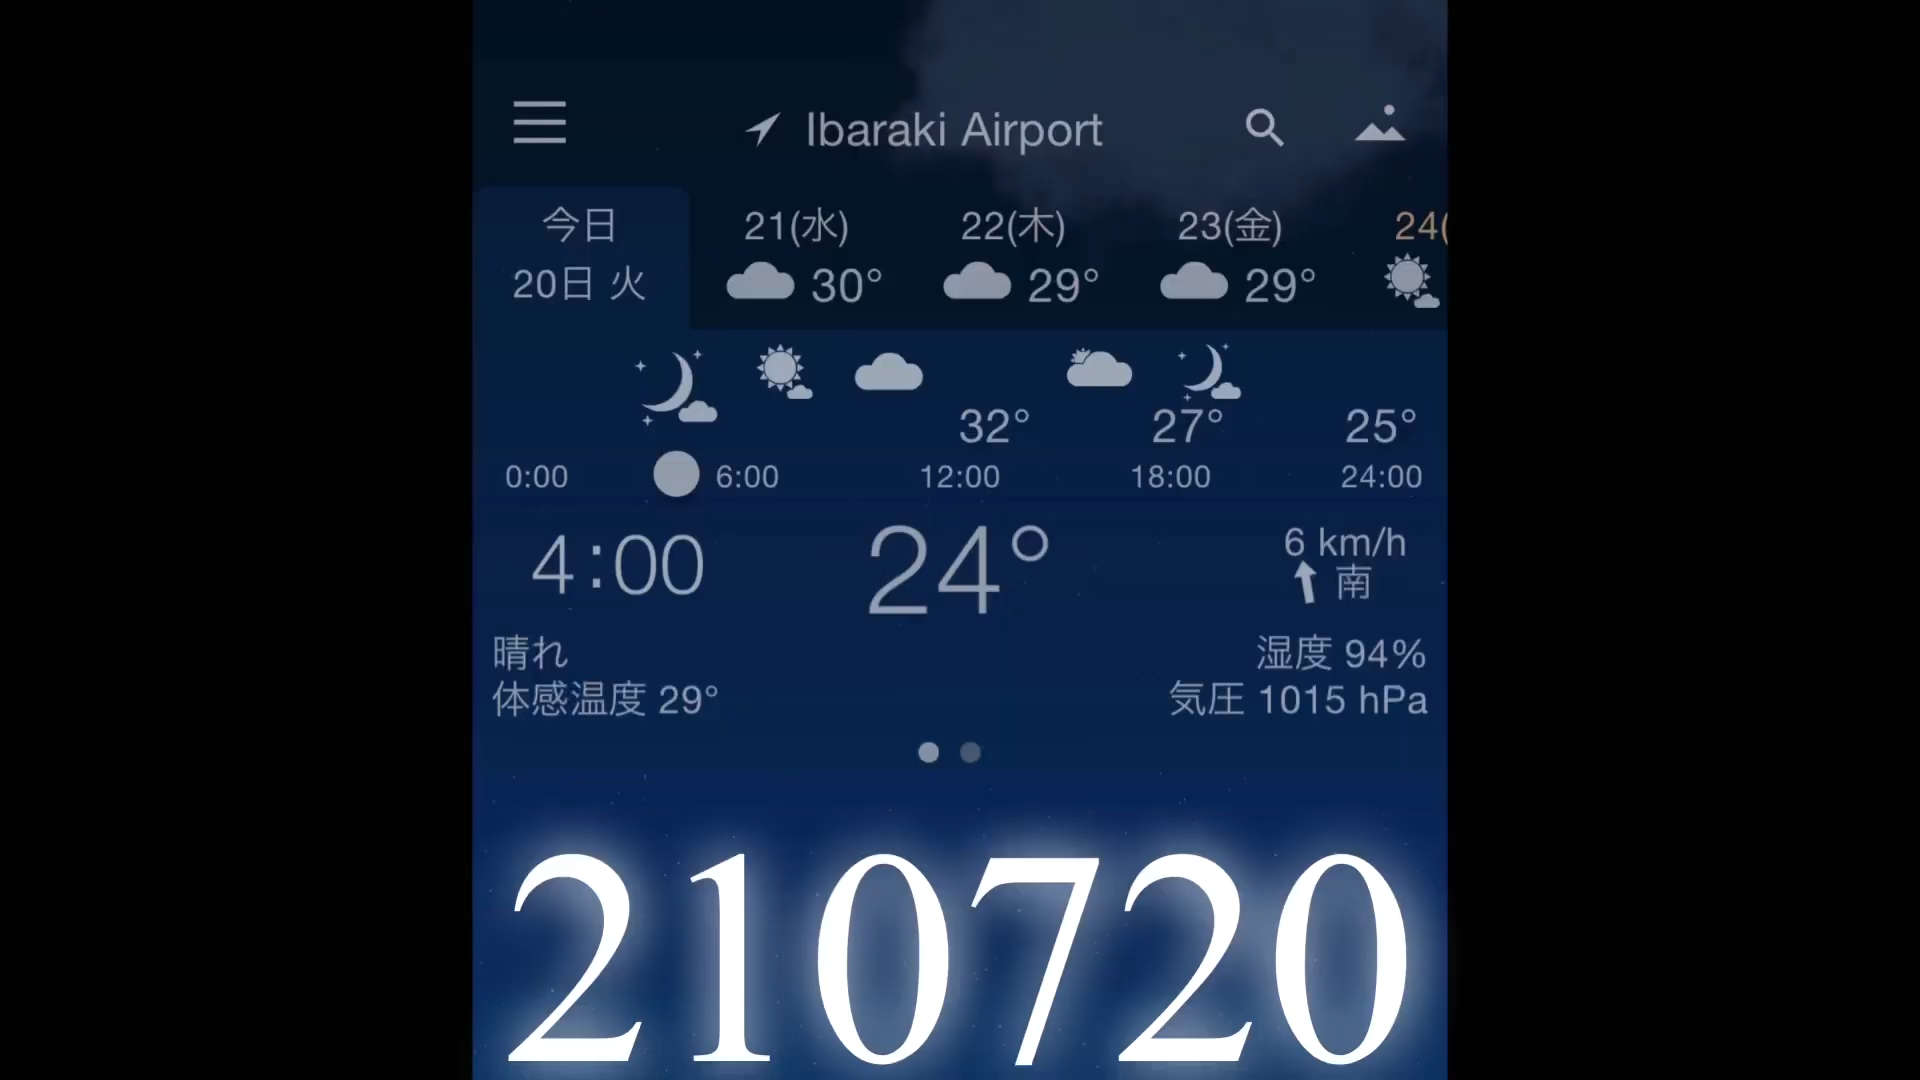 Ibaraki Airport
今日
20日 火
21(水)
30°
22(木)
29°
23(金)
29°
24(
32° 27° 25°
0:00 6:00 12:00 18:00 24:00
4:00
24°
6 km/h
南
晴れ
体感温度 29°
湿度 94%
気圧 1015 hPa
210720